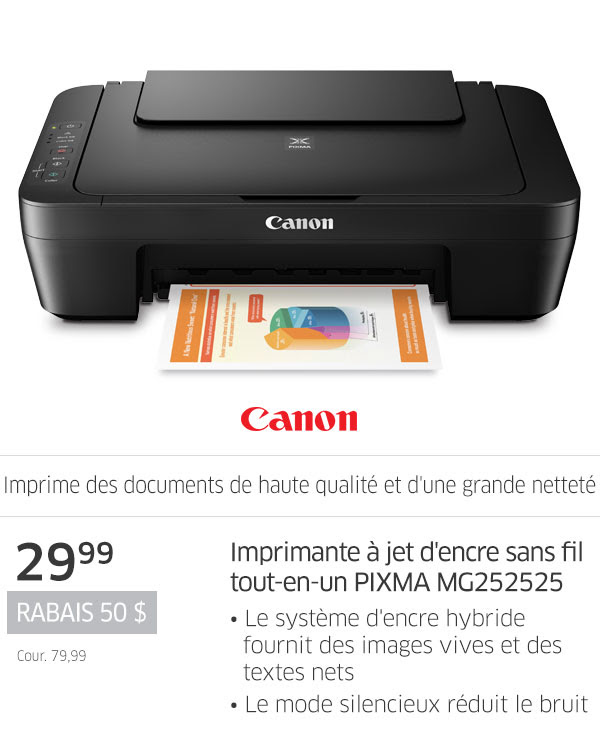 PIXMA
Canon
Canon
Imprime des documents de haute qualité et d'une grande netteté
29⁹⁹
RABAIS 50 $
Cour. 79,99
Imprimante à jet d'encre sans fil
tout-en-un PIXMA MG252525
• Le système d'encre hybride
fournit des images vives et des
textes nets
• Le mode silencieux réduit le bruit